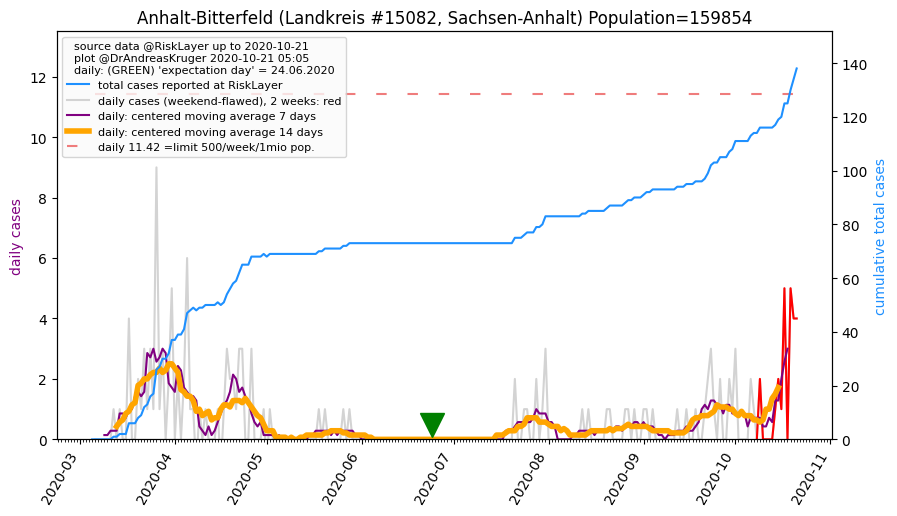 Anhalt-Bitterfeld (Landkreis #15082, Sachsen-Anhalt) Population=159854
source data @RiskLayer up to 2020-10-21
plot @DrAndreasKruger 2020-10-21 05:05
daily: (GREEN) 'expectation day' = 24.06.2020
total cases reported at RiskLayer
daily cases (weekend-flawed), 2 weeks: red
daily: centered moving average 7 days
daily: centered moving average 14 days
daily 11.42 =limit 500/week/1mio pop.
daily cases
12
10
8
6
4
2
0
cumulative total cases
140
120
100
80
60
40
20
0
2020-03
2020-04
2020-05
2020-06
2020-07
2020-08
2020-09
2020-10
2020-11